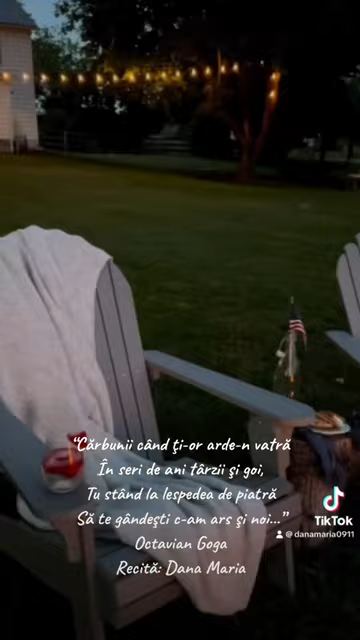 “Cărbunii când ţi-or arde-n vatră
În seri de ani târzii şi goi,
Tu stând la lespedea de piatră
Să te gândeşti c-am ars şi noi...”
Octavian Goga
Recită: Dana Maria
TikTok
@danamaria0911